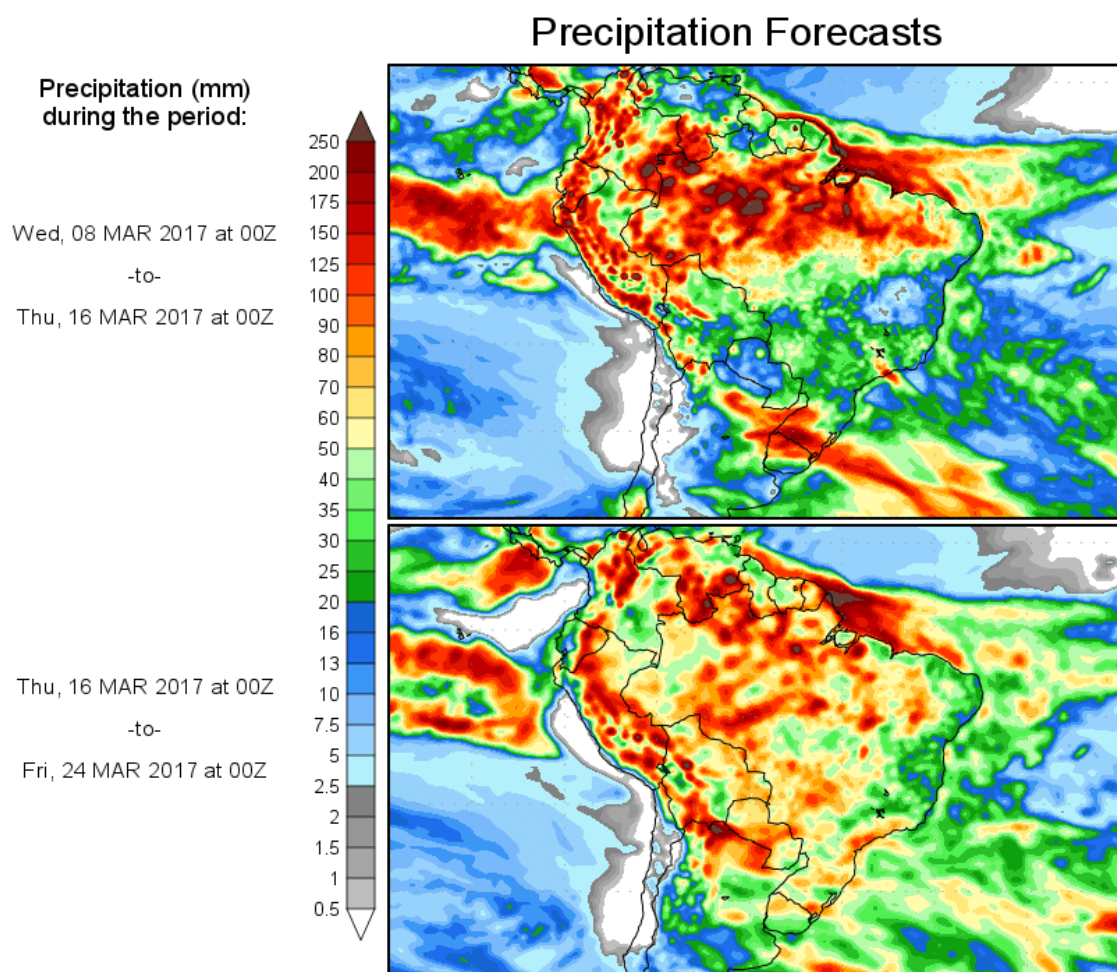 Precipitation Forecasts
Precipitation (mm)
during the period:
250
200
175
150
125
100
90
80
70
60
50
40
35
30
25
20
16
13
10
7.5
5
2.5
2
1.5
1
0.5
Wed, 08 MAR 2017 at 00Z
-to-
Thu, 16 MAR 2017 at 00Z
Thu, 16 MAR 2017 at 00Z
-to-
Fri, 24 MAR 2017 at 00Z